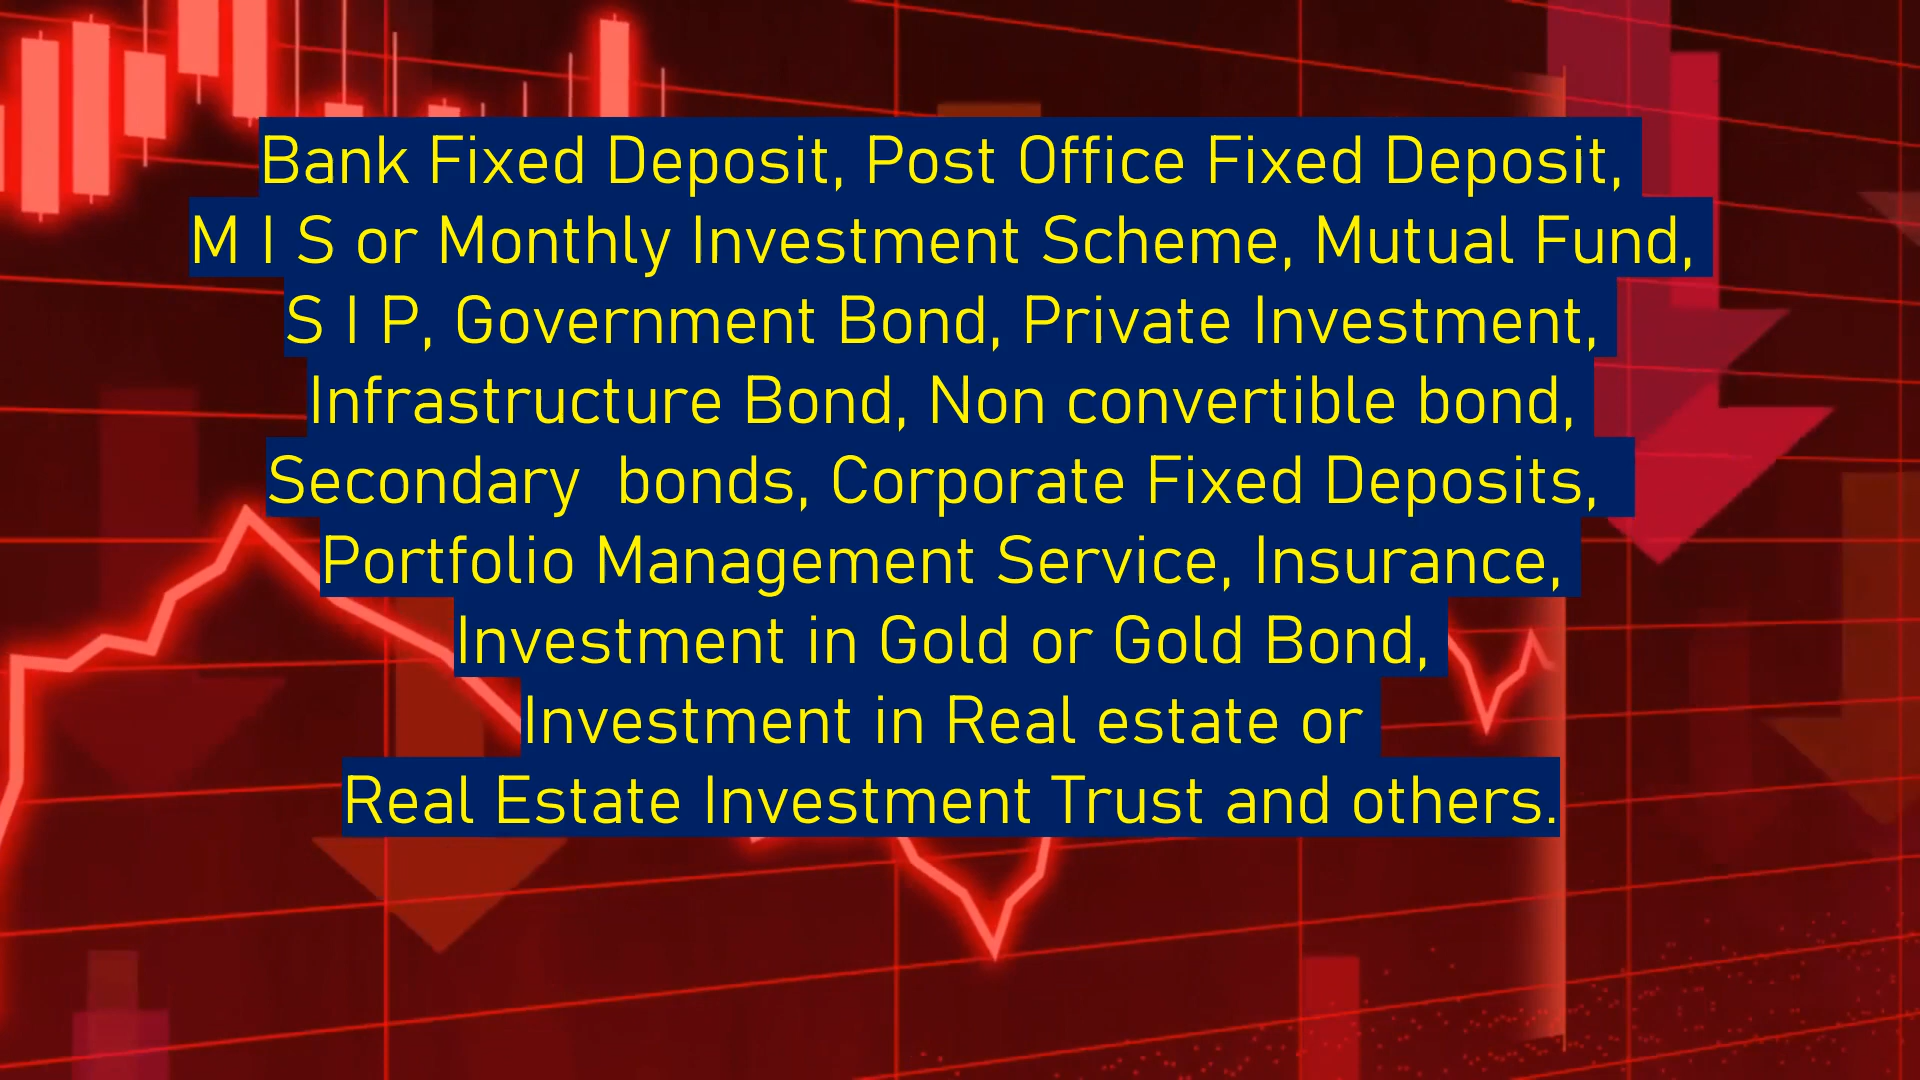 Bank Fixed Deposit, Post Office Fixed Deposit,
M I S or Monthly Investment Scheme, Mutual Fund,
S I P, Government Bond, Private Investment,
Infrastructure Bond, Non convertible bond,
Secondary  bonds, Corporate Fixed Deposits,
Portfolio Management Service, Insurance,
Investment in Gold or Gold Bond,
Investment in Real estate or
Real Estate Investment Trust and others.